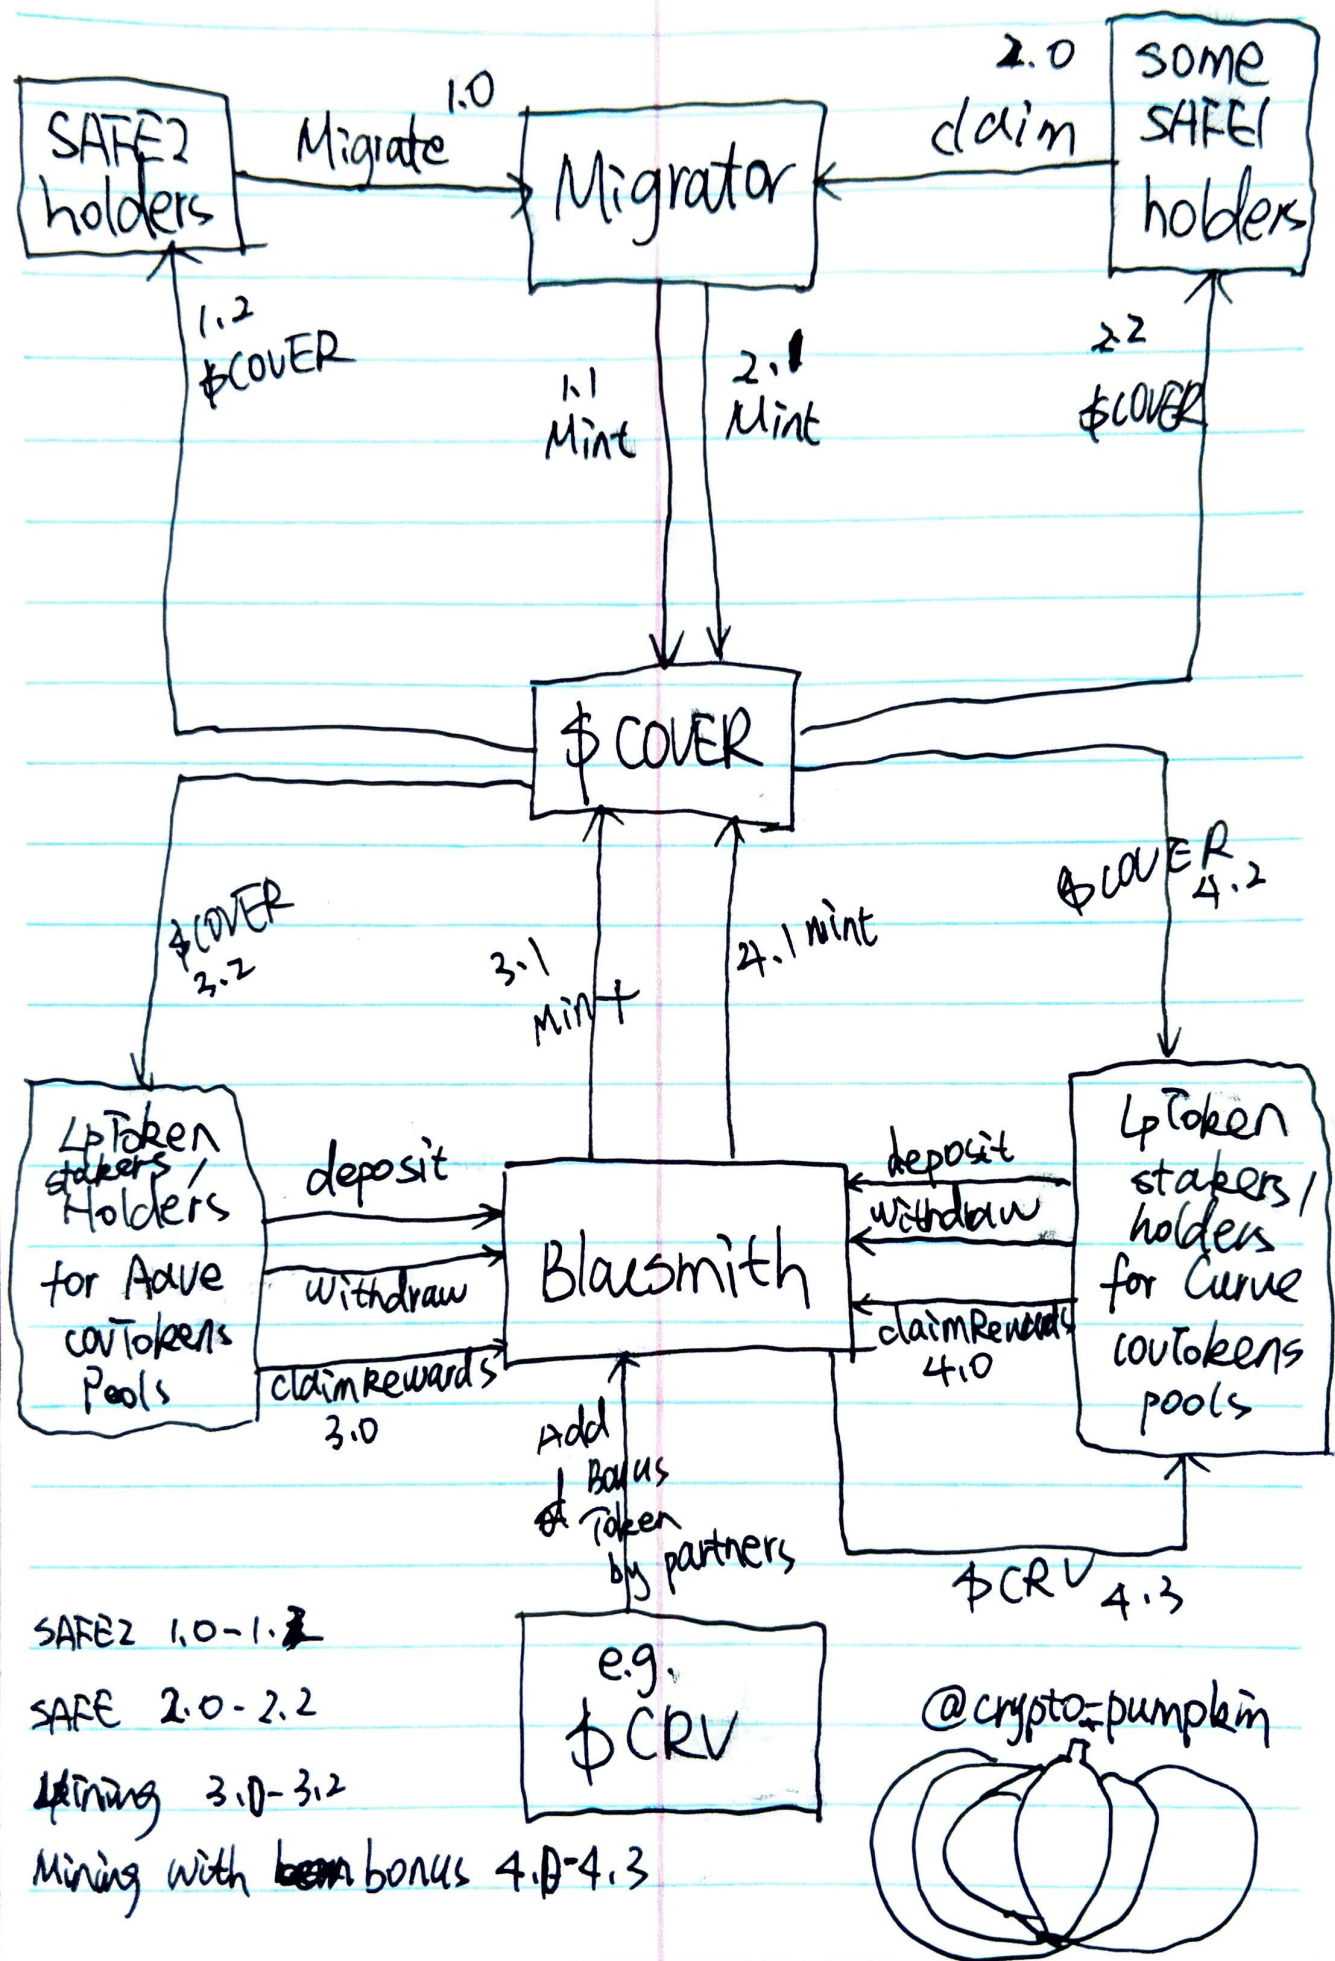 SAFE2
holders
Migrate
1.0
Migrator
2.0
claim
some
SAFE1
holders
1.2
$COVER
1.1
Mint
2.1
Mint
2.2
$COVER
$ COVER
$COVER
3.2
3.1
Mint
4.1 mint
$COVER
4.2
LpToken
stakers/
Holders
for Aave
covTokens
Pools
deposit
withdraw
claimRewards
3.0
Blacsmith
deposit
withdraw
claimRewards
4.0
LpToken
stakers/
holders
for Curve
covTokens
pools
Add
Bonus
Token
by partners
$CRV 4.3
e.g.
$CRV
SAFE2 1.0-1.2
SAFE 2.0-2.2
Mining 3.0-3.2
Mining with bonus 4.0-4.3
@crypto_pumpkin